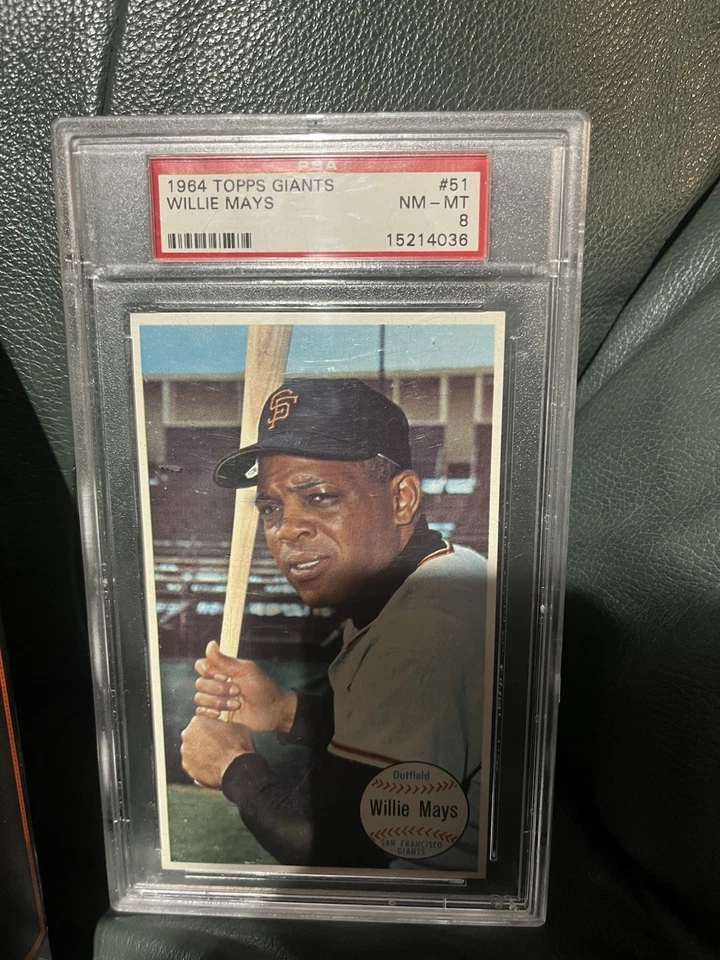 PSA
1964 TOPPS GIANTS #51
WILLIE MAYS NM - MT
8
15214036
SF
Outfield
Willie Mays
SAN FRANCISCO
GIANTS